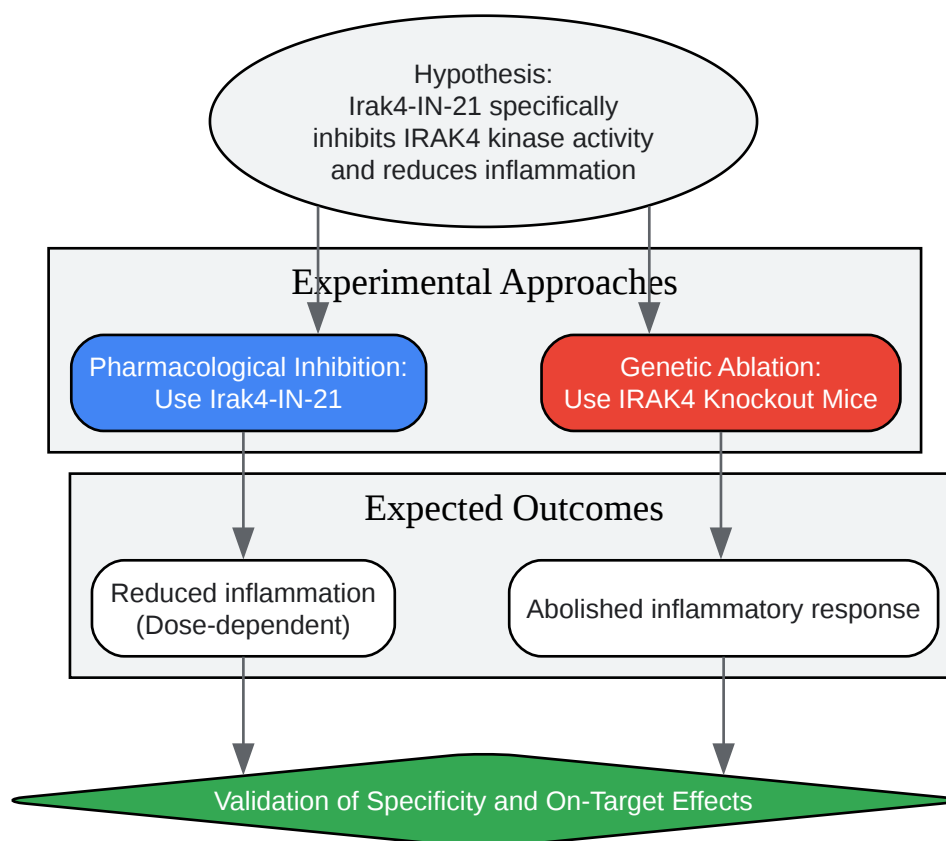 Hypothesis:
Irak4-IN-21 specifically
inhibits IRAK4 kinase activity
and reduces inflammation
Experimental Approaches
Pharmacological Inhibition:
Use Irak4-IN-21
Genetic Ablation:
Use IRAK4 Knockout Mice
Expected Outcomes
Reduced inflammation
(Dose-dependent)
Abolished inflammatory response
Validation of Specificity and On-Target Effects